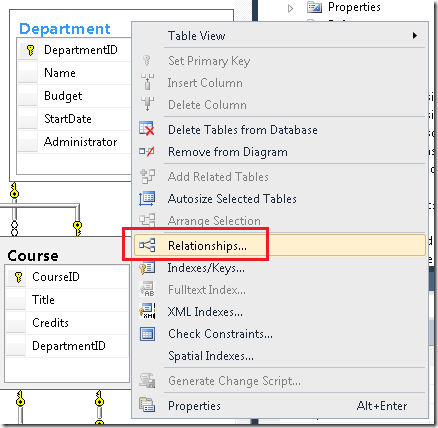 Department
DepartmentID
Name
Budget
StartDate
Administrator
Course
CourseID
Title
Credits
DepartmentID
Table View
Set Primary Key
Insert Column
Delete Column
Delete Tables from Database
Remove from Diagram
Add Related Tables
Autosize Selected Tables
Arrange Selection
Relationships...
Indexes/Keys...
Fulltext Index...
XML Indexes...
Check Constraints...
Spatial Indexes...
Generate Change Script...
Properties Alt+Enter
Properties